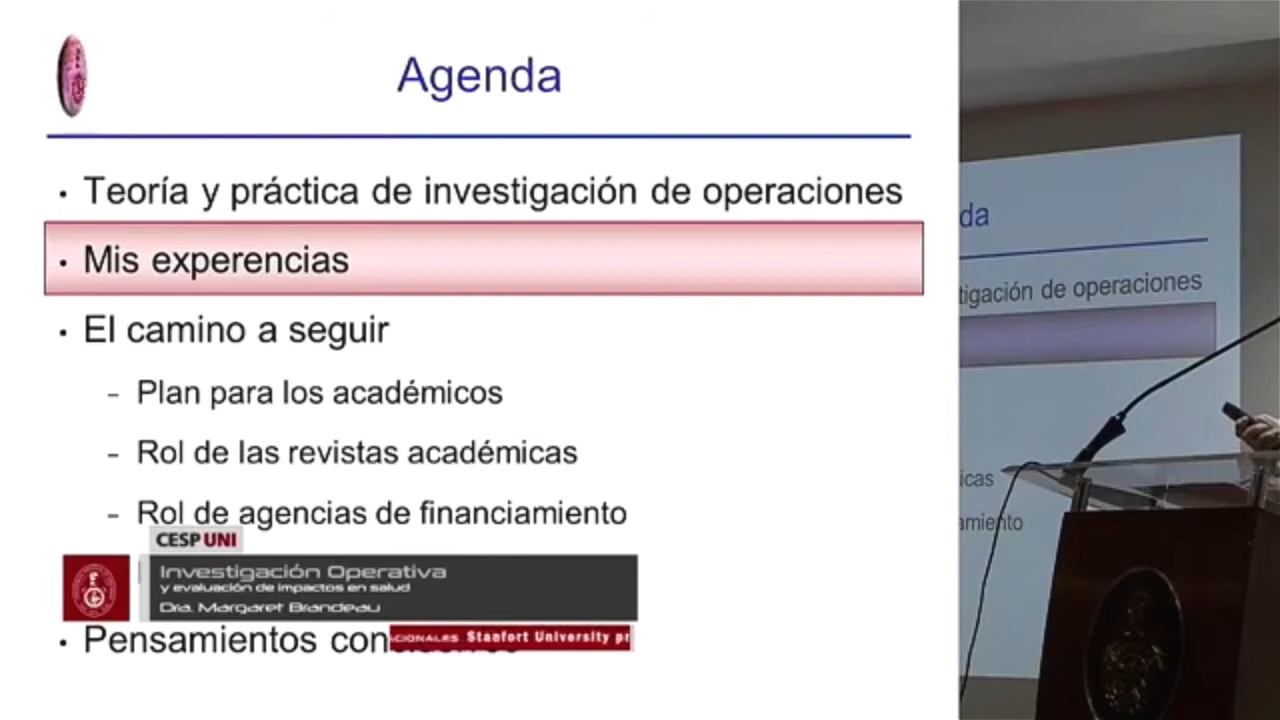 Agenda
• Teoría y práctica de investigación de operaciones
• Mis experencias
• El camino a seguir
– Plan para los académicos
– Rol de las revistas académicas
– Rol de agencias de financiamiento
CESP UNI
Investigación Operativa
y evaluación de impactos en salud
Dra. Margaret Brandeau
• Pensamientos
CIONALES Stanfort University pr
da
tigación de operaciones
icas
amiento